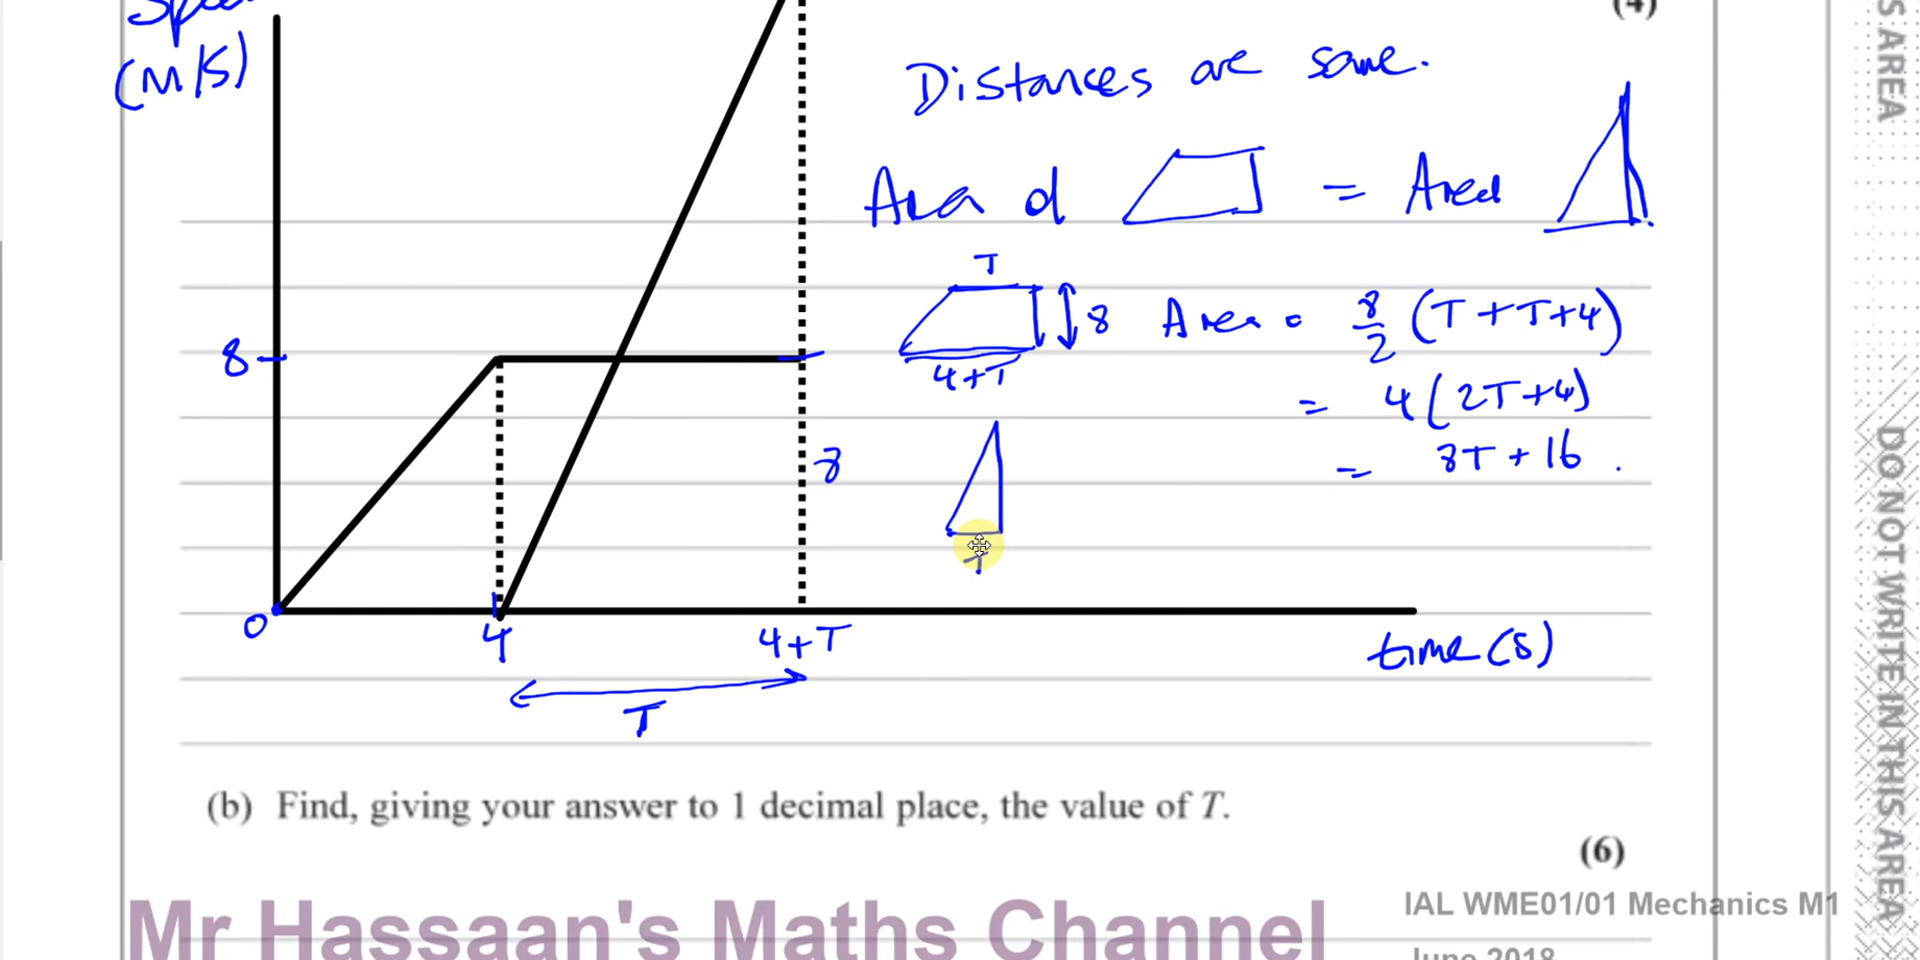 (M/S)
(4)
Distances are same.
Area of = Area
T
8
8 Area = 8/2 (T+T+4)
4+T
= 4(2T+4)
8
= 8T+16.
T
0
4
4+T
time (s)
T
(b) Find, giving your answer to 1 decimal place, the value of T.
(6)
Mr Hassaan's Maths Channel
IAL WME01/01 Mechanics M1
June 2018
S AREA
DO NOT WRITE IN THIS AREA